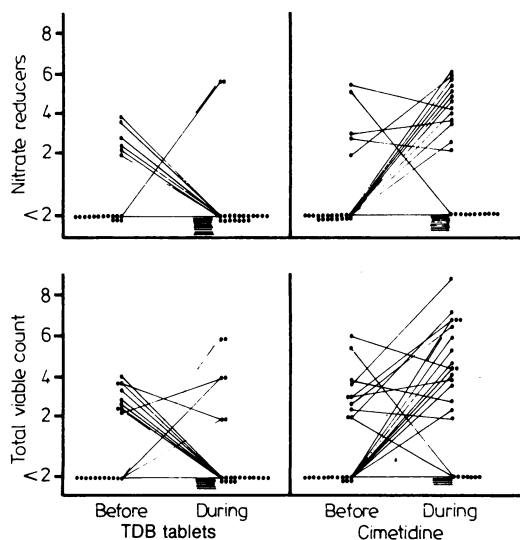 Nitrate reducers
8
6
4
2
<2
Total viable count
8
6
4
2
<2
Before During Before During
TDB tablets Cimetidine